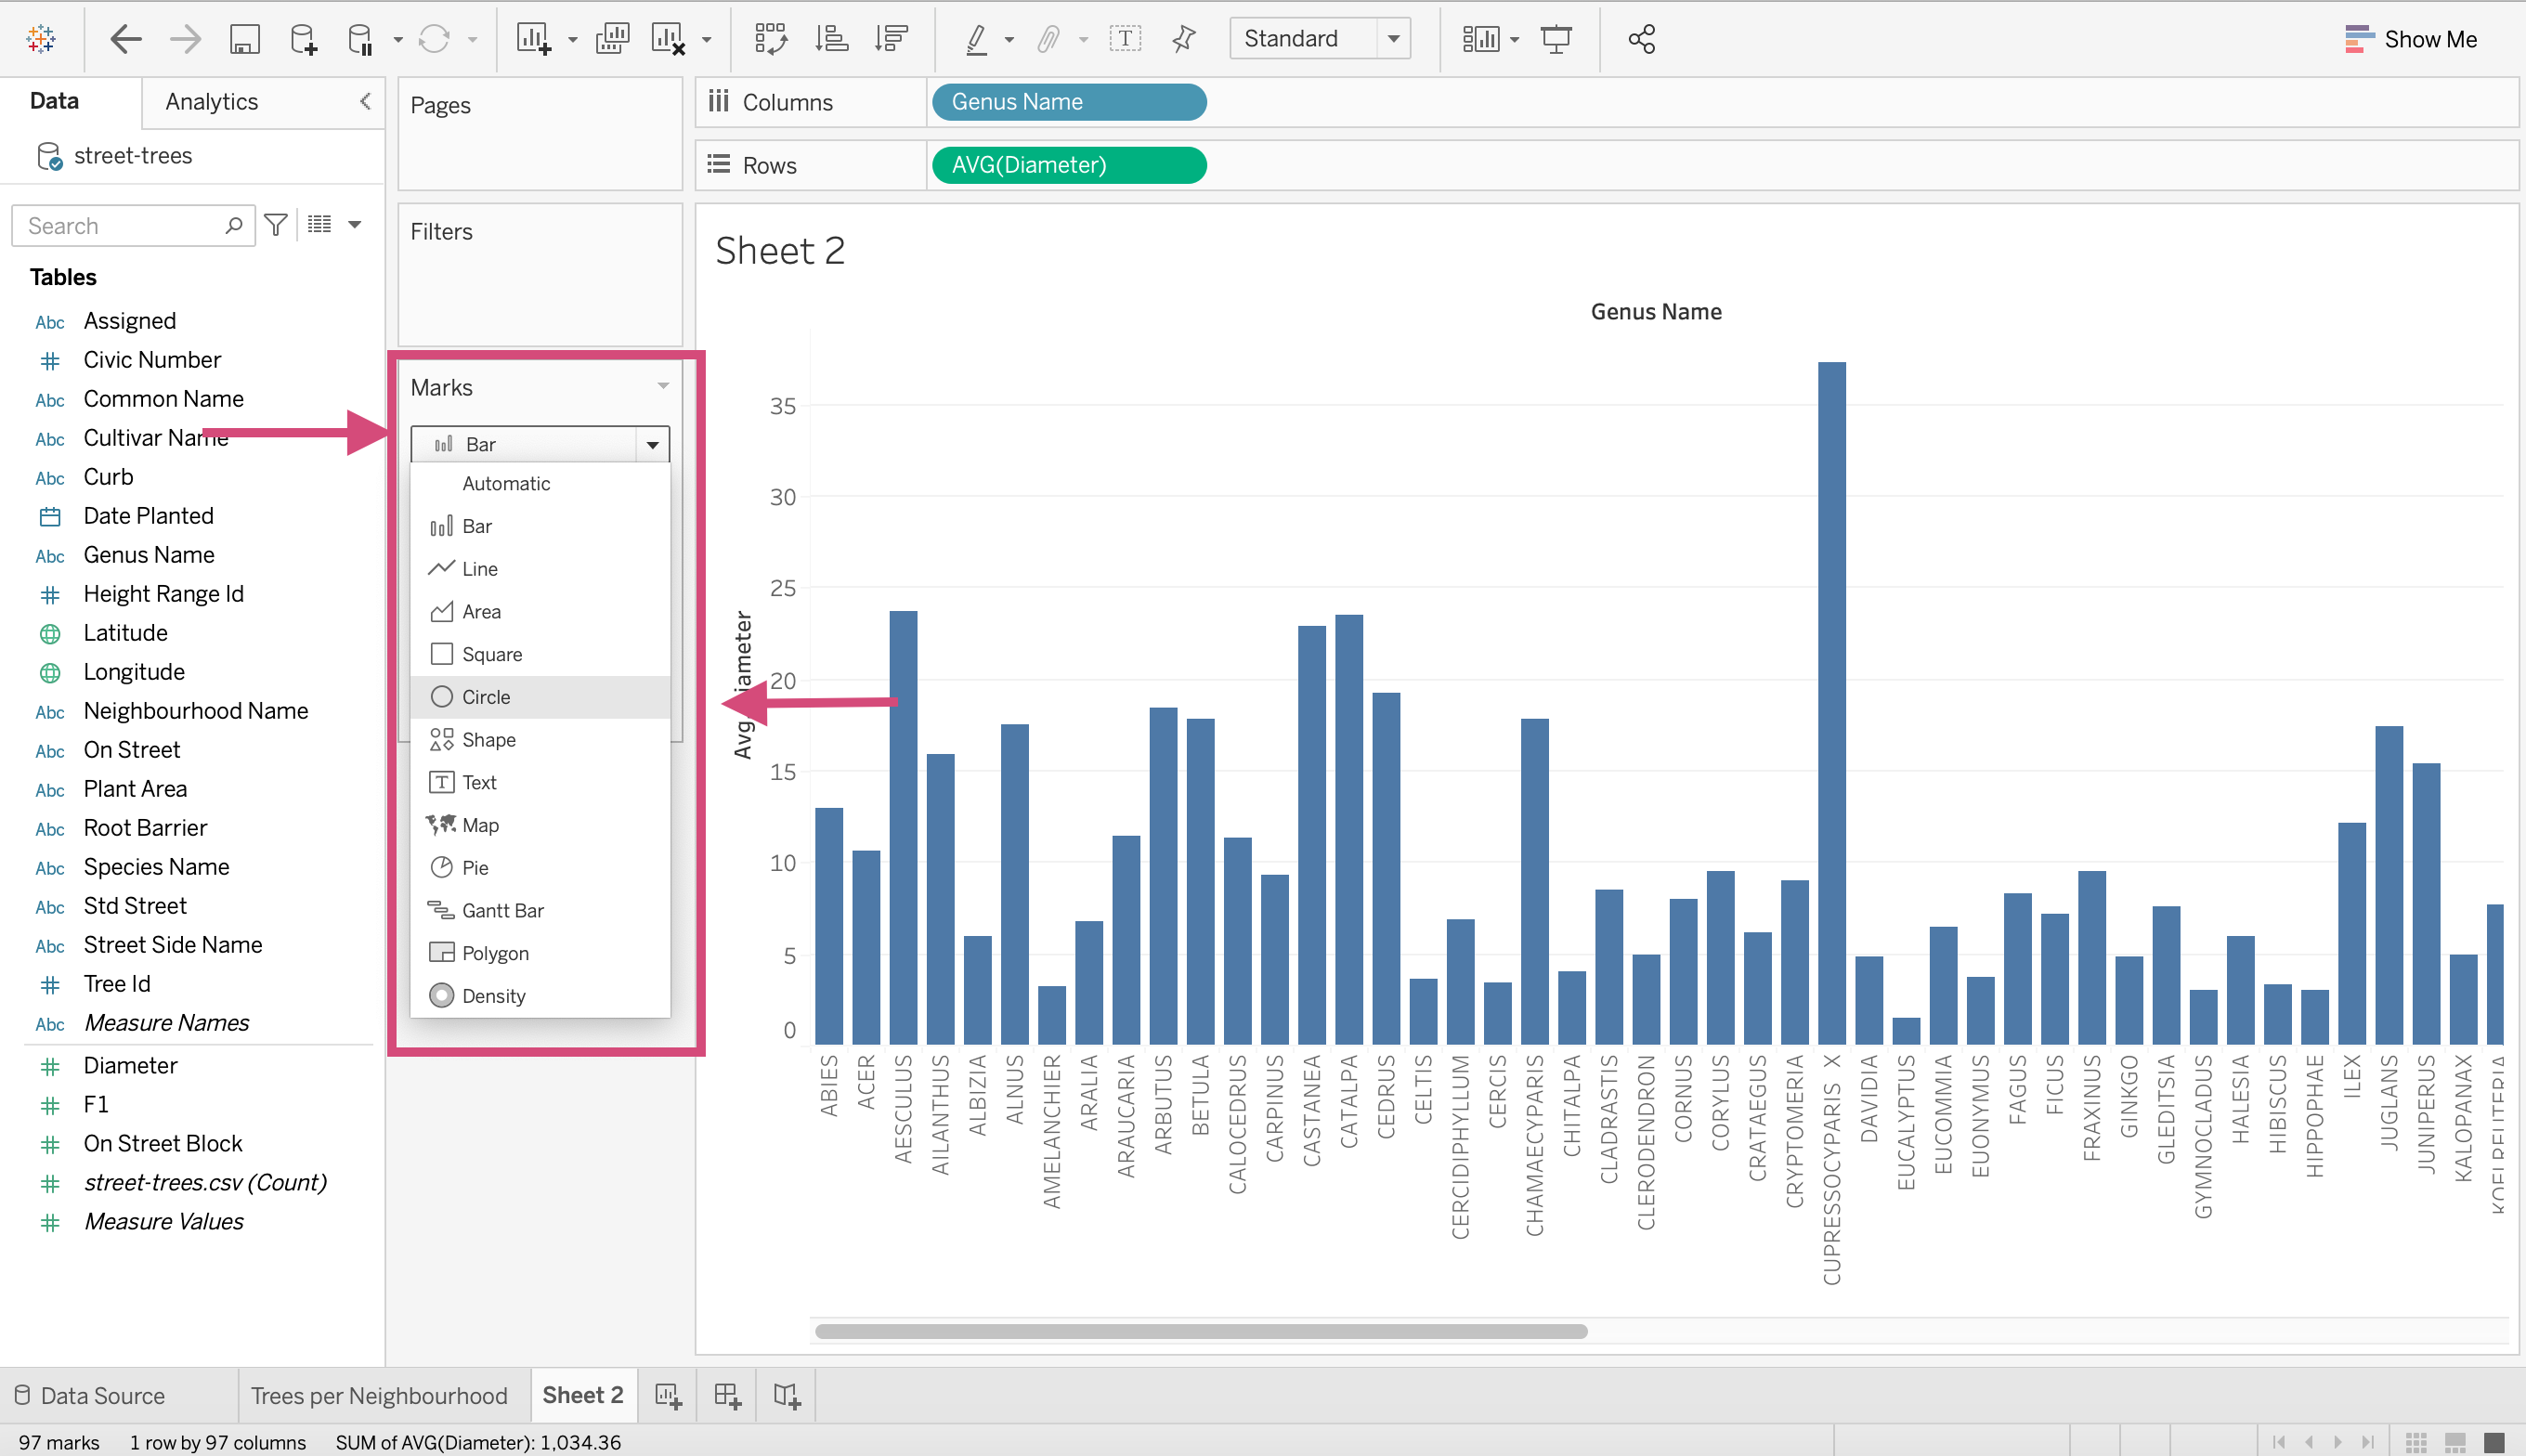 Standard
Show Me
Data
Analytics
street-trees
Search
Tables
Abc Assigned
Civic Number
Abc Common Name
Abc Cultivar Name
Abc Curb
Date Planted
Abc Genus Name
Height Range Id
Latitude
Longitude
Abc Neighbourhood Name
Abc On Street
Abc Plant Area
Abc Root Barrier
Abc Species Name
Abc Std Street
Abc Street Side Name
Tree Id
Abc Measure Names
Diameter
F1
On Street Block
street-trees.csv (Count)
Measure Values
Pages
Filters
Marks
Bar
Automatic
Bar
Line
Area
Square
Circle
Shape
T Text
Map
Pie
Gantt Bar
Polygon
Density
Columns
Genus Name
Rows
AVG(Diameter)
Sheet 2
Genus Name
35
30
25
20
15
10
5
0
ABIES
ACER
AESCULUS
AILANTHUS
ALBIZIA
ALNUS
AMELANCHIER
ARALIA
ARAUCARIA
ARBUTUS
BETULA
CALOCEDRUS
CARPINUS
CASTANEA
CATALPA
CEDRUS
CELTIS
CERCIDIPHYLLUM
CERCIS
CHAMAECYPARIS
CHITALPA
CLADRASTIS
CLERODENDRON
CORNUS
CORYLUS
CRATAEGUS
CRYPTOMERIA
CUPRESSOCYPARIS X
DAVIDIA
EUCALYPTUS
EUCOMMIA
EUONYMUS
FAGUS
FICUS
FRAXINUS
GINKGO
GLEDITSIA
GYMNOCLADUS
HALESIA
HIBISCUS
HIPPOPHAE
ILEX
JUGLANS
JUNIPERUS
KALOPANAX
Data Source
Trees per Neighbourhood
Sheet 2
97 marks
1 row by 97 columns
SUM of AVG(Diameter): 1,034.36